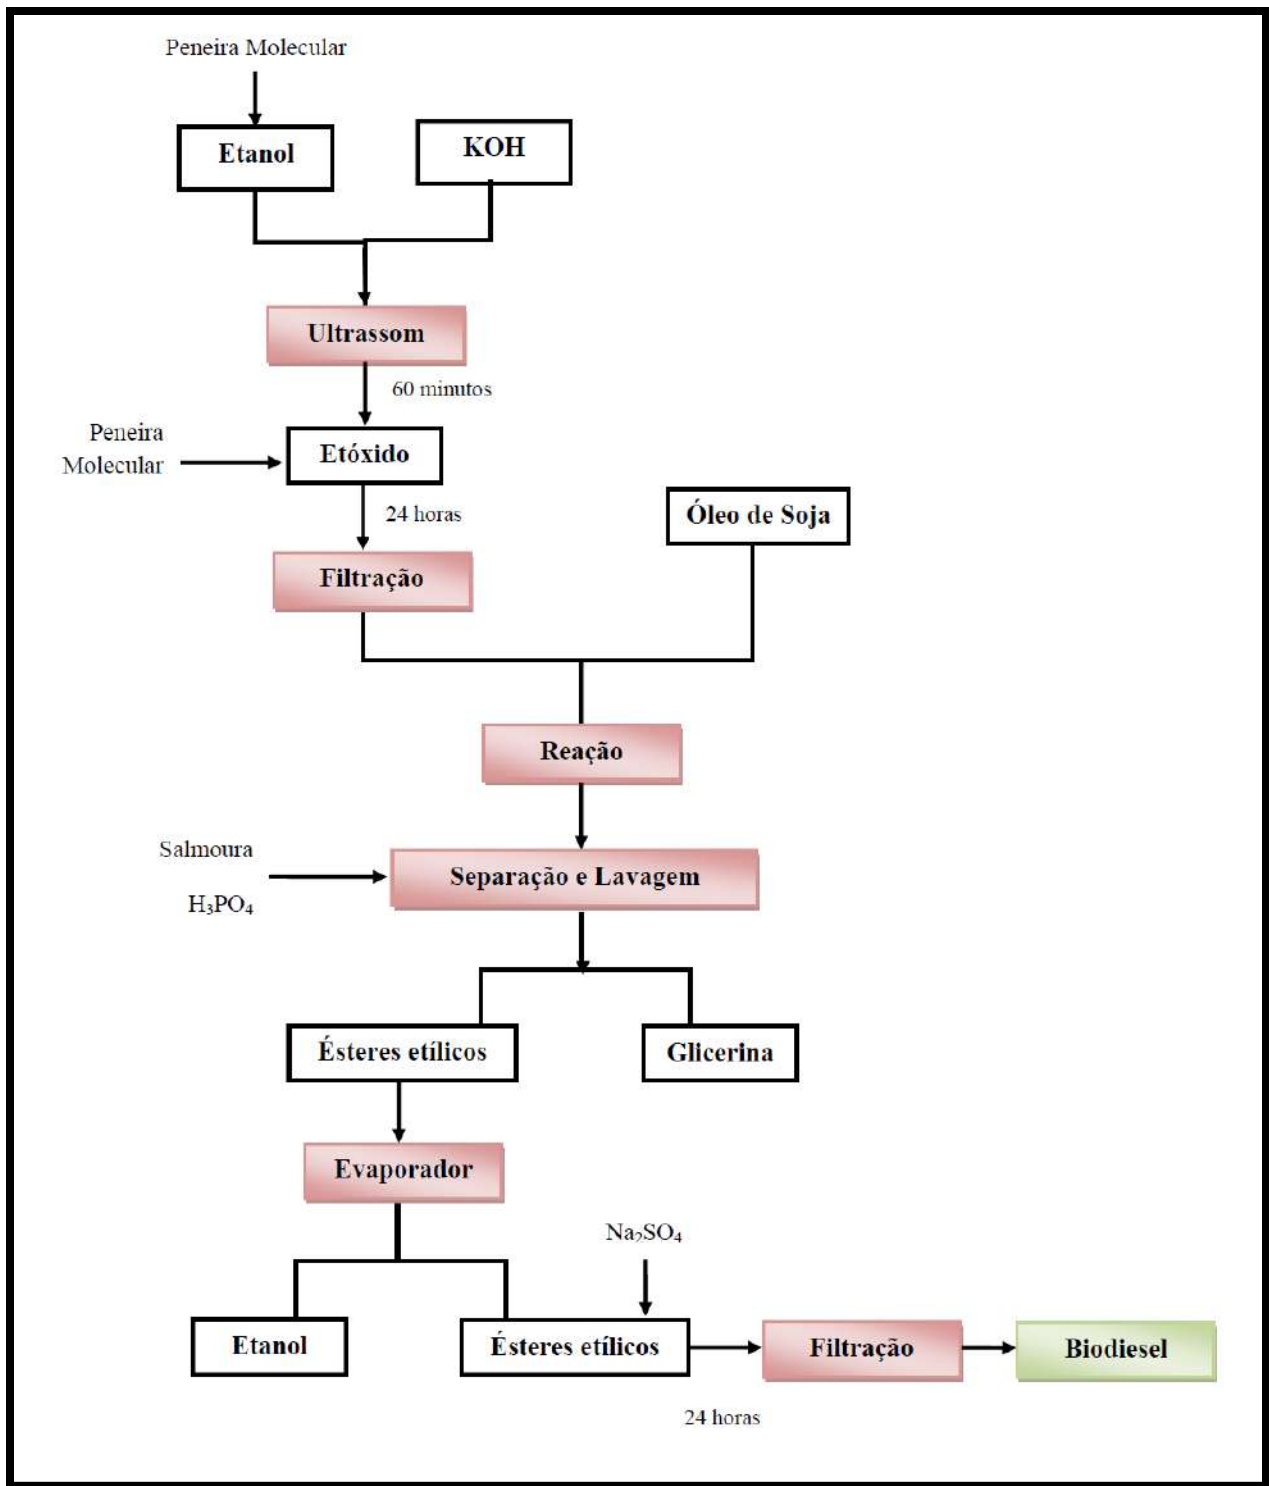 Peneira Molecular
Etanol
KOH
Ultrassom
60 minutos
Peneira
Molecular
Etóxido
24 horas
Óleo de Soja
Filtração
Reação
Salmoura
H₃PO₄
Separação e Lavagem
Ésteres etílicos
Glicerina
Evaporador
Na₂SO₄
Etanol
Ésteres etílicos
Filtração
Biodiesel
24 horas